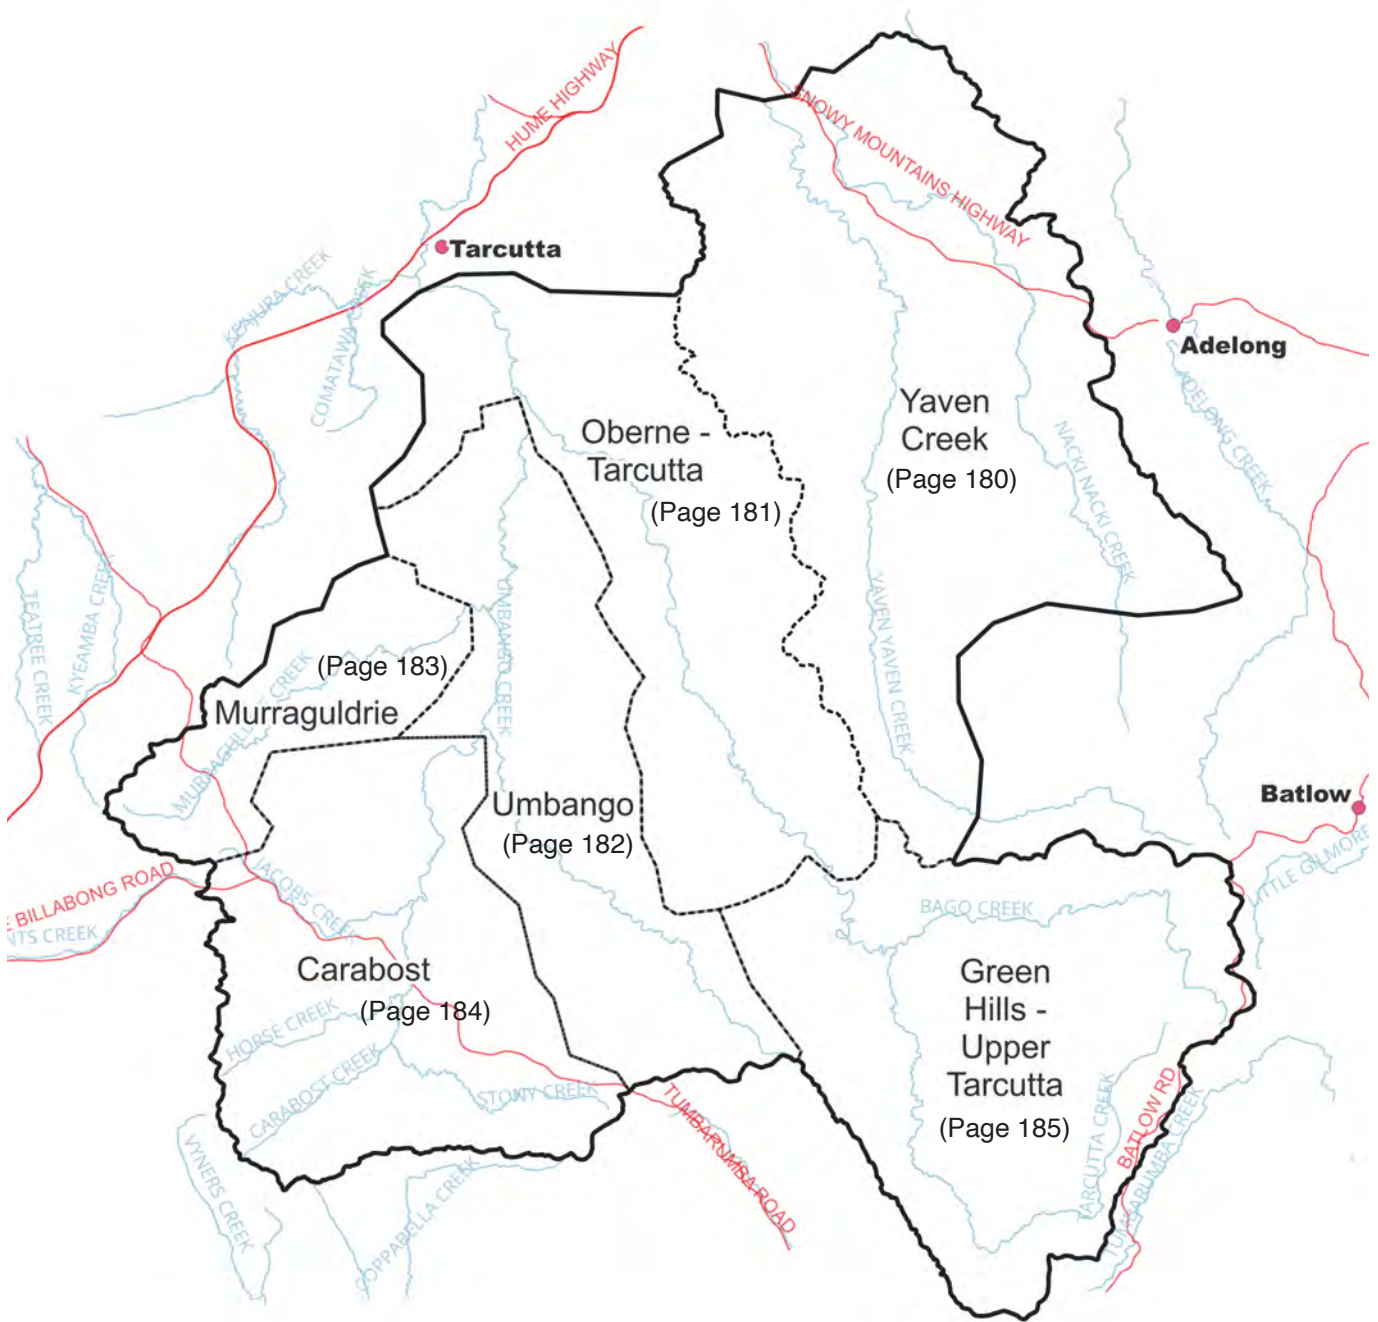 HUME HIGHWAY
SNOWY MOUNTAINS HIGHWAY
Tarcutta
KEAJURA CREEK
COMATAWA CREEK
Adelong
ADELONG CREEK
Yaven
Creek
(Page 180)
Oberne -
Tarcutta
(Page 181)
NACKI NACKI CREEK
TEATREE CREEK
KYEAMBA CREEK
UMBANGO CREEK
YAVEN YAVEN CREEK
(Page 183)
Murraguldrie
MURRAGULDRIE CREEK
Umbango
(Page 182)
Batlow
LITTLE GILMORE
JACOBS CREEK
E BILLABONG ROAD
NTS CREEK
BAGO CREEK
Carabost
(Page 184)
Green
Hills -
Upper
Tarcutta
(Page 185)
HORSE CREEK
CARABOST CREEK
STONY CREEK
TUMBARUMBA ROAD
TARCUTTA CREEK
BATLOW RD
TUMBARUMBA CREEK
VYNERS CREEK
COPPABELLA CREEK